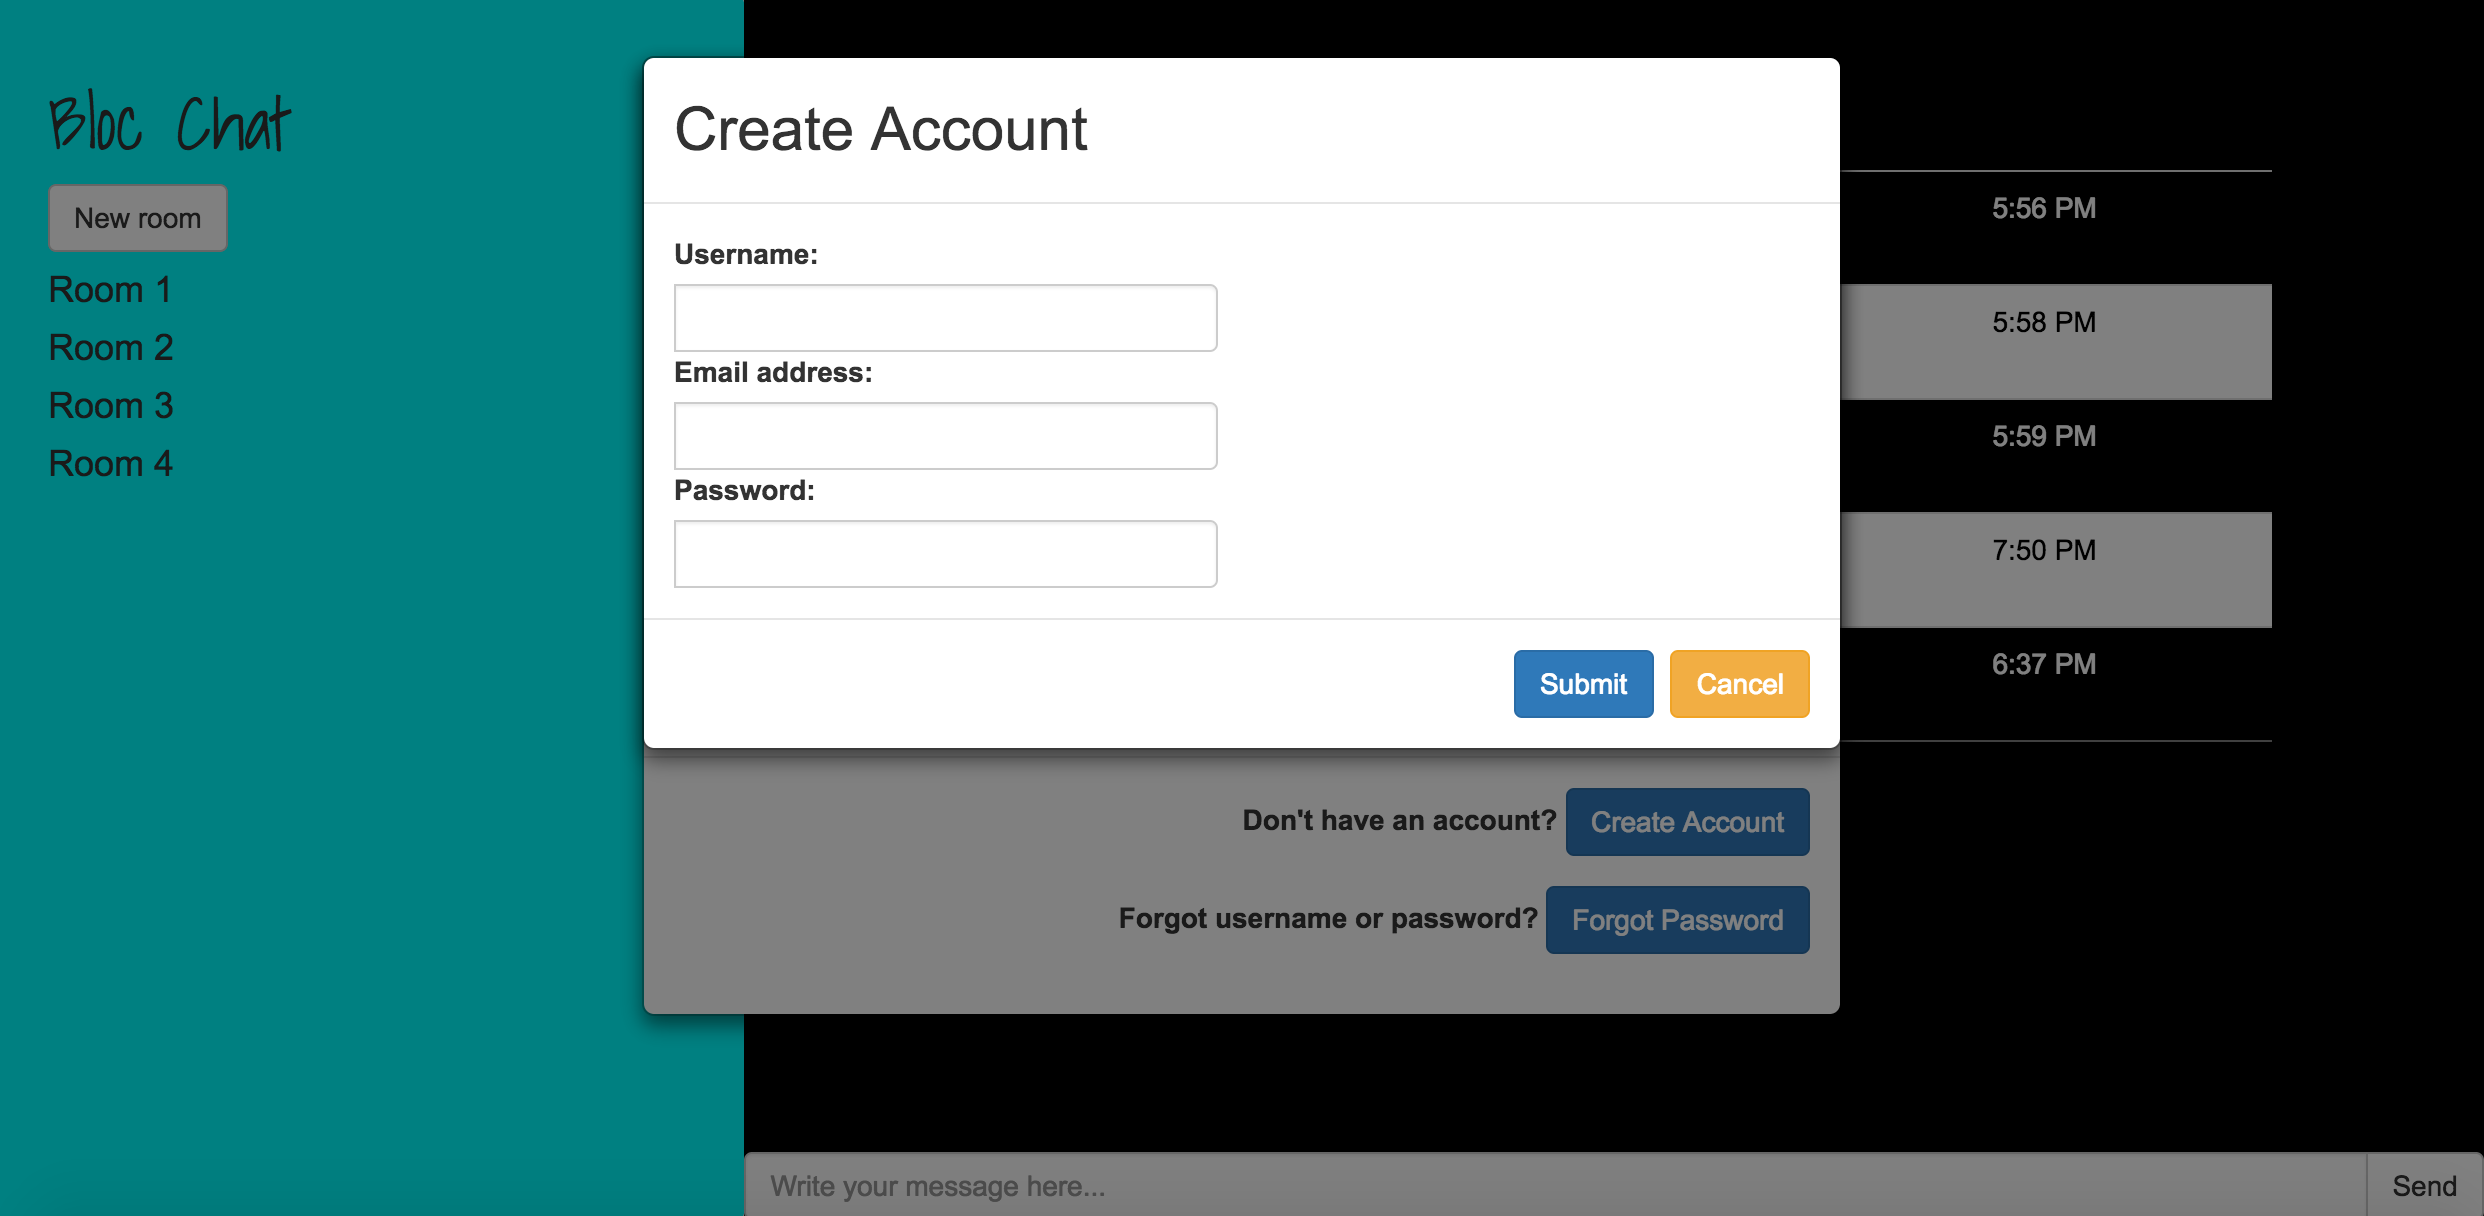 Bloc Chat
New room
Room 1
Room 2
Room 3
Room 4
Create Account
Username:
Email address:
Password:
Submit Cancel
Don't have an account? Create Account
Forgot username or password? Forgot Password
5:56 PM
5:58 PM
5:59 PM
7:50 PM
6:37 PM
Write your message here... Send